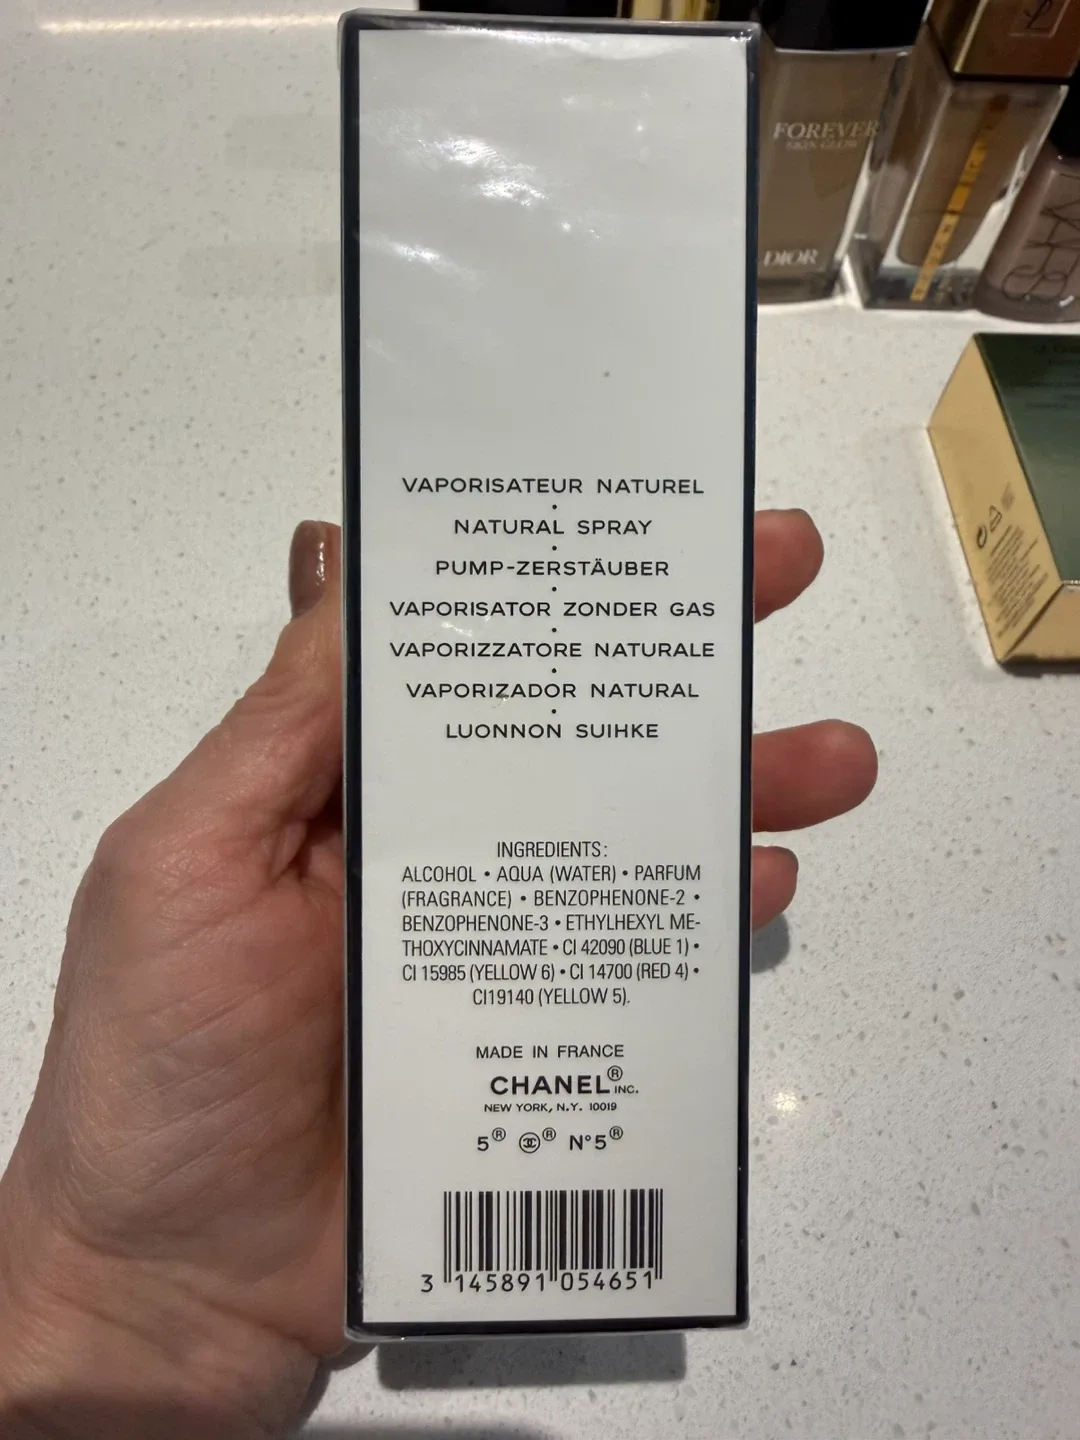 VAPORISATEUR NATUREL
•
NATURAL SPRAY
•
PUMP-ZERSTÄUBER
•
VAPORISATOR ZONDER GAS
•
VAPORIZZATORE NATURALE
•
VAPORIZADOR NATURAL
•
LUONNON SUIHKE
INGREDIENTS:
ALCOHOL • AQUA (WATER) • PARFUM
(FRAGRANCE) • BENZOPHENONE-2 •
BENZOPHENONE-3 • ETHYLHEXYL ME-
THOXYCINNAMATE • CI 42090 (BLUE 1) •
CI 15985 (YELLOW 6) • CI 14700 (RED 4) •
CI19140 (YELLOW 5).
MADE IN FRANCE
CHANEL® INC.
NEW YORK, N.Y. 10019
5® ® N°5®
3 145891 054651
FOREVER
SKIN GLOW
DIOR
NARS